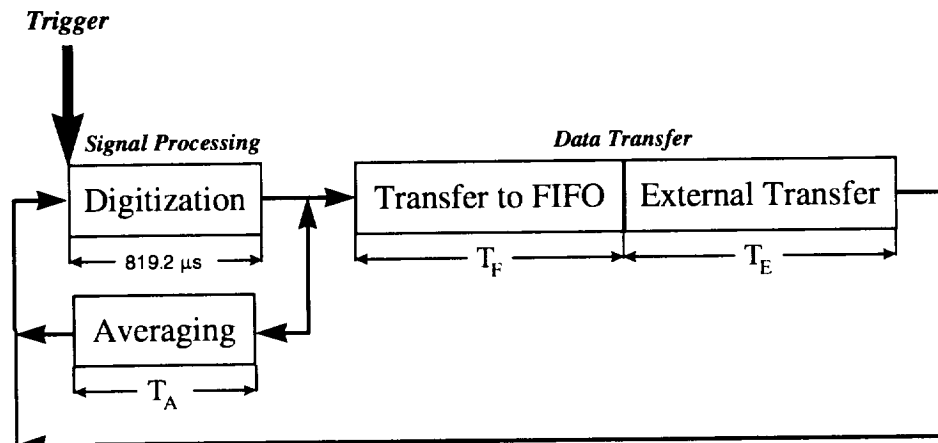 Trigger
Signal Processing
Data Transfer
Digitization
Transfer to FIFO
External Transfer
819.2 µs
T_F
T_E
Averaging
T_A